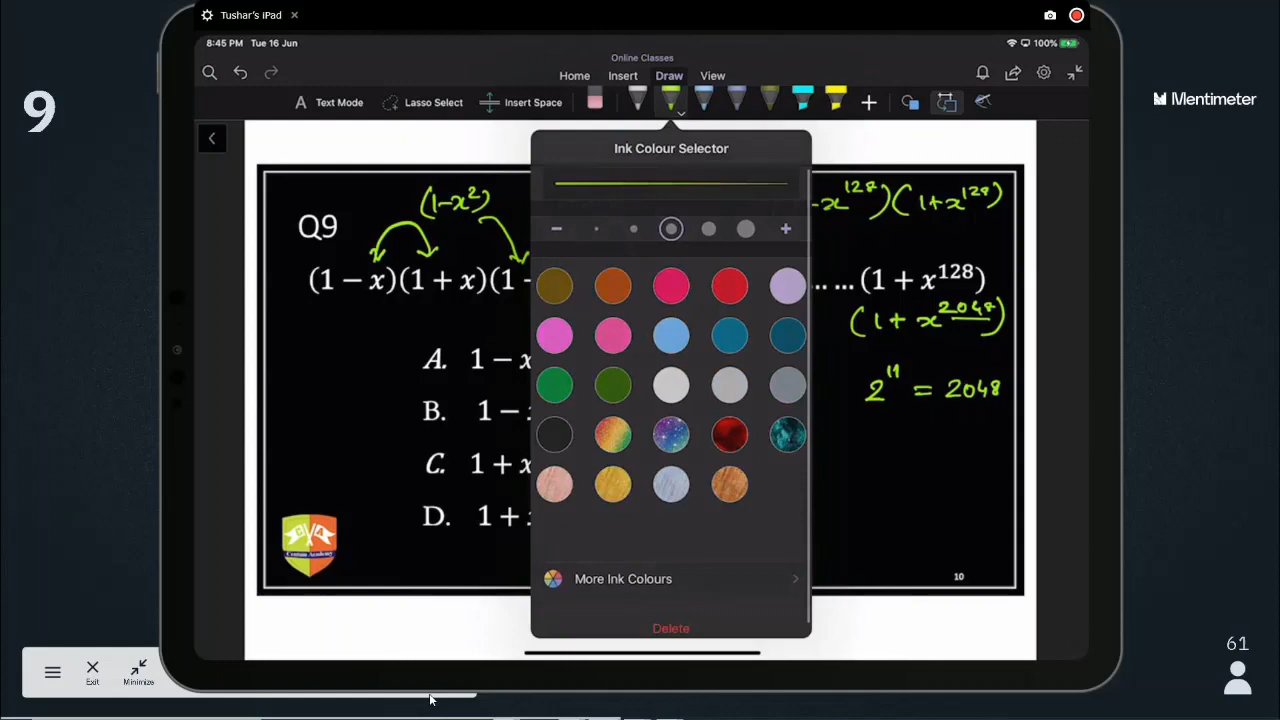 Tushar's iPad ×
8:45 PM Tue 16 Jun
100%
Online Classes
Home Insert Draw View
Text Mode Lasso Select Insert Space
9
Mentimeter
Ink Colour Selector
(1-x²)
-x¹²⁸)(1+x¹²⁸)
Q9
(1 − x)(1 + x)(1 −
... ...(1 + x¹²⁸)
(1 + x²⁰⁴⁸)
A. 1 − x
2¹¹ = 2048
B. 1 −
C. 1 + x
D. 1 +
Contain Academy
More Ink Colours
10
Delete
61
Exit Minimize